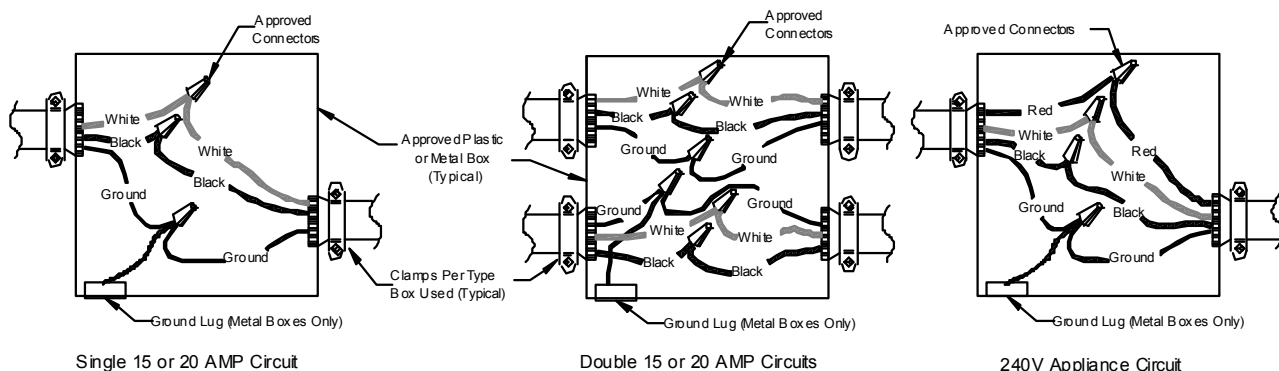 Approved
Connectors
White
Black
White
Black
Ground
Ground
Ground Lug (Metal Boxes Only)
Single 15 or 20 AMP Circuit
Approved Plastic
or Metal Box
(Typical)
Clamps Per Type
Box Used (Typical)
Approved
Connectors
White
White
Black
Black
Ground
Ground
Ground
Ground
White
White
Black
Black
Ground Lug (Metal Boxes Only)
Double 15 or 20 AMP Circuits
Approved Connectors
Red
White
Black
Red
White
Ground
Black
Ground
Ground Lug (Metal Boxes Only)
240V Appliance Circuit